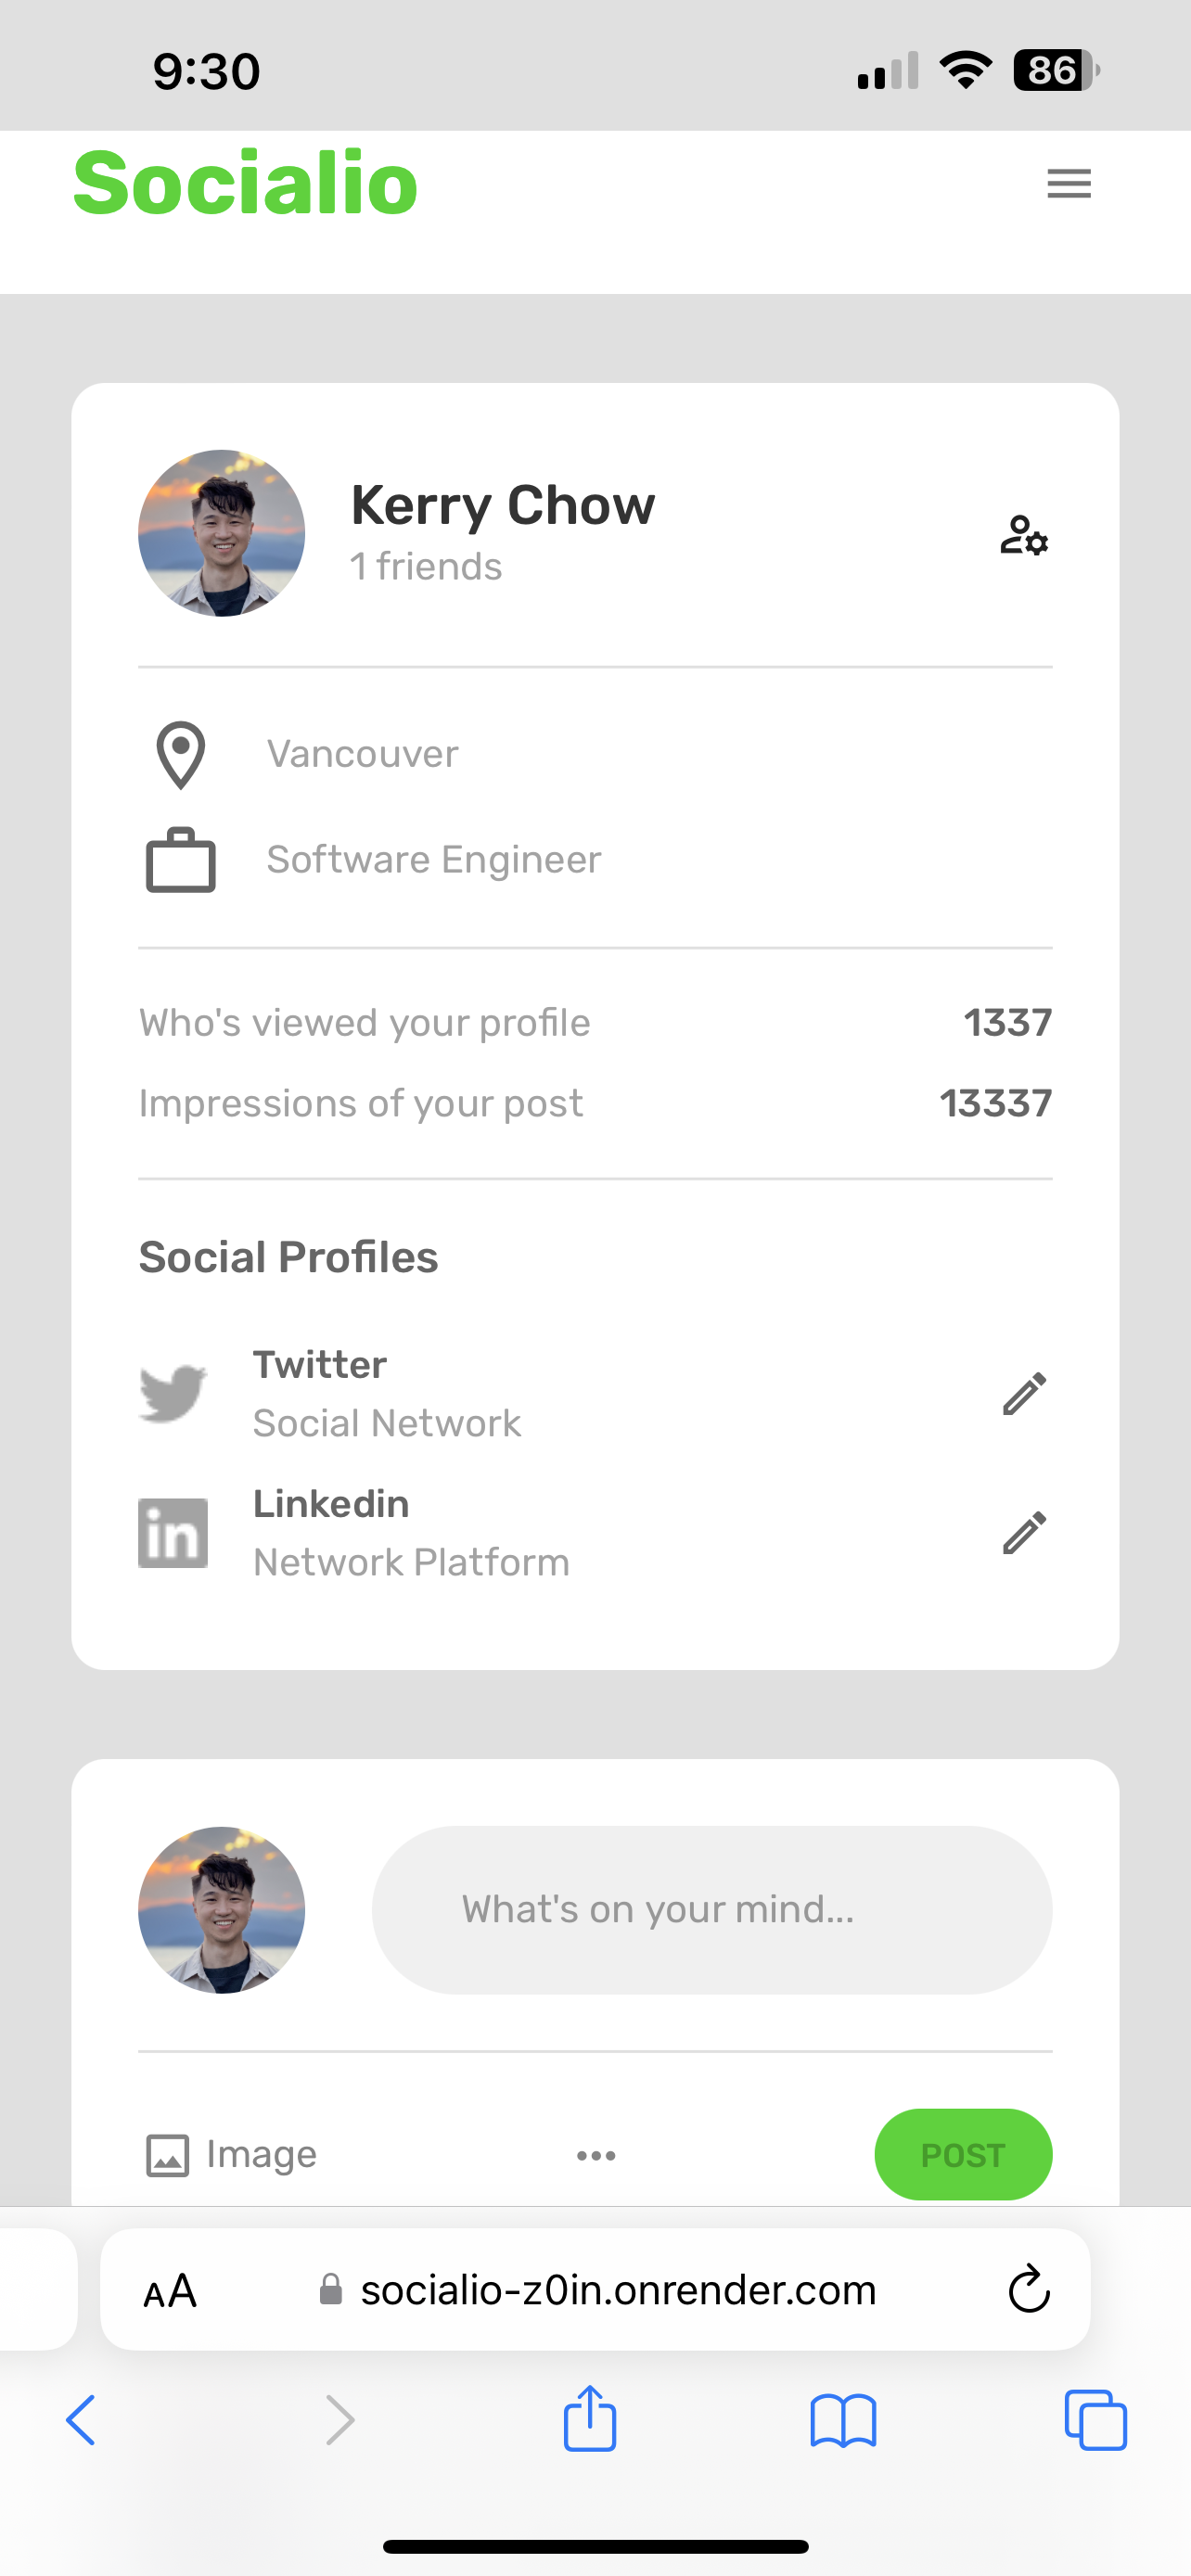 9:30
86
Socialio
Kerry Chow
1 friends
Vancouver
Software Engineer
Who's viewed your profile 1337
Impressions of your post 13337
Social Profiles
Twitter
Social Network
in
Linkedin
Network Platform
What's on your mind...
Image
POST
AA socialio-z0in.onrender.com